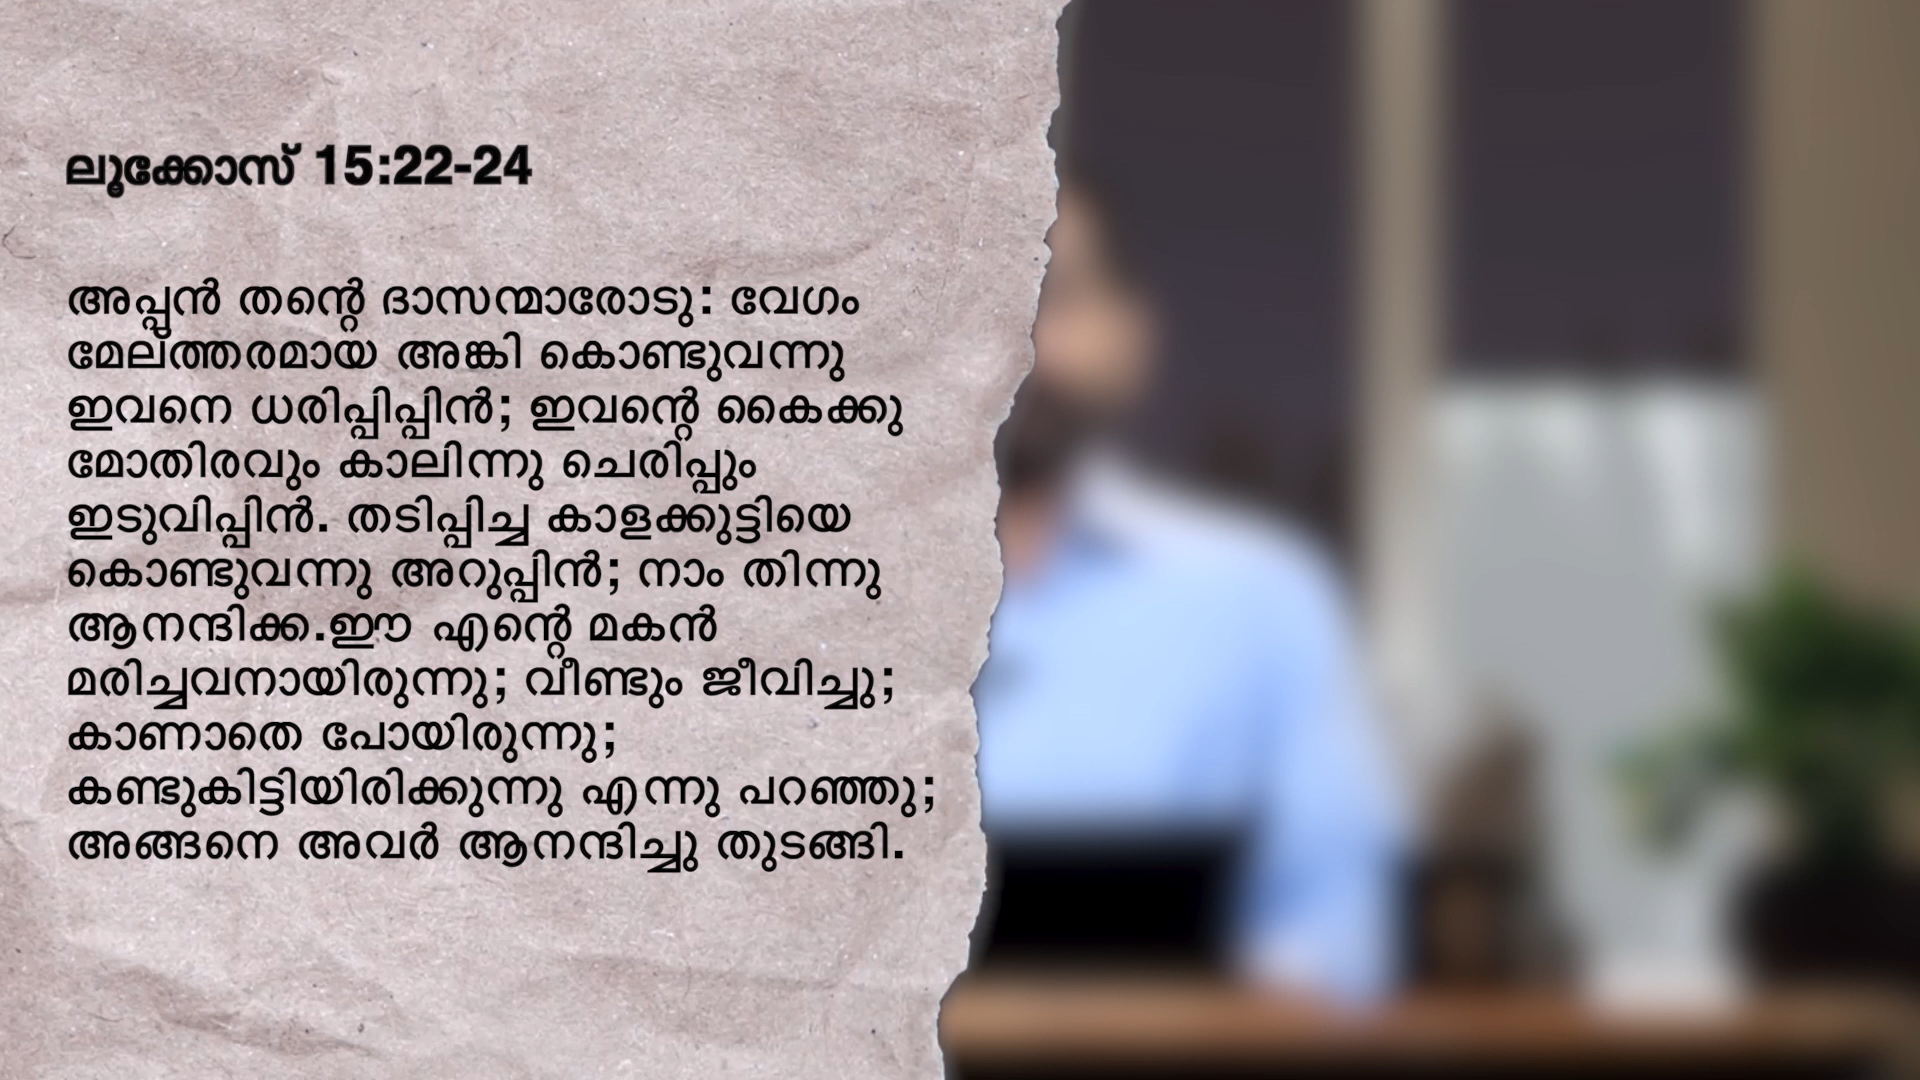 ലൂക്കോസ് 15:22-24
അപ്പൻ തന്റെ ദാസന്മാരോടു: വേഗം
മേല്ത്തരമായ അങ്കി കൊണ്ടുവന്നു
ഇവനെ ധരിപ്പിപ്പിൻ; ഇവന്റെ കൈക്കു
മോതിരവും കാലിന്നു ചെരിപ്പും
ഇടുവിപ്പിൻ. തടിപ്പിച്ച കാളക്കുട്ടിയെ
കൊണ്ടുവന്നു അറുപ്പിൻ; നാം തിന്നു
ആനന്ദിക്ക.ഈ എന്റെ മകൻ
മരിച്ചവനായിരുന്നു; വീണ്ടും ജീവിച്ചു;
കാണാതെ പോയിരുന്നു;
കണ്ടുകിട്ടിയിരിക്കുന്നു എന്നു പറഞ്ഞു;
അങ്ങനെ അവർ ആനന്ദിച്ചു തുടങ്ങി.